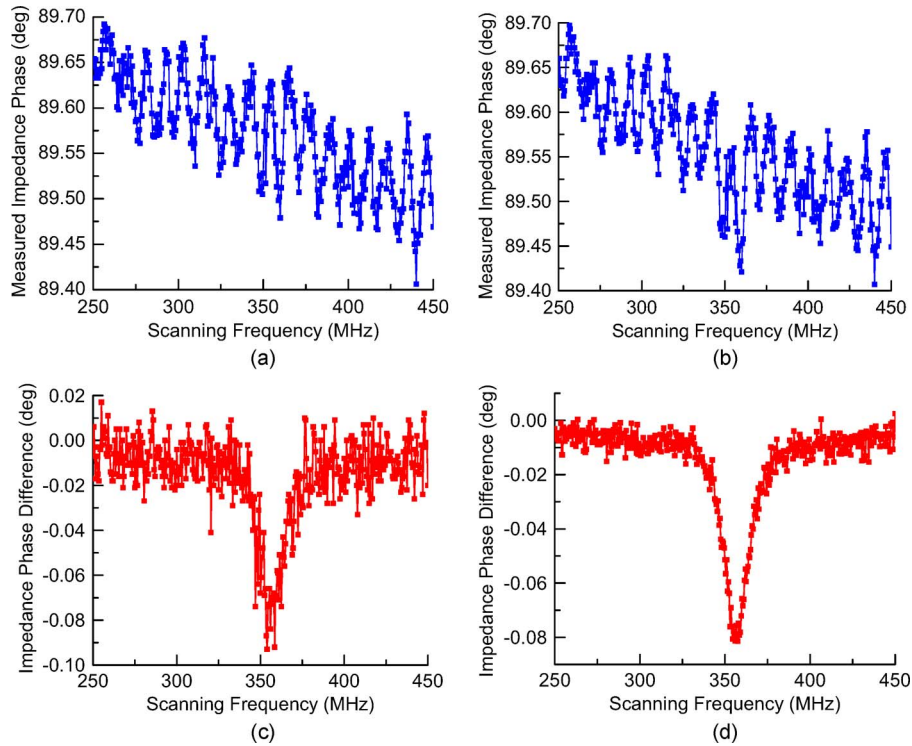 89.70
89.65
89.60
89.55
89.50
89.45
89.40
Measured Impedance Phase (deg)
250 300 350 400 450
Scanning Frequency (MHz)
(a)
89.70
89.65
89.60
89.55
89.50
89.45
89.40
Measured Impedance Phase (deg)
250 300 350 400 450
Scanning Frequency (MHz)
(b)
0.02
0.00
-0.02
-0.04
-0.06
-0.08
-0.10
Impedance Phase Difference (deg)
250 300 350 400 450
Scanning Frequency (MHz)
(c)
0.00
-0.02
-0.04
-0.06
-0.08
Impedance Phase Difference (deg)
250 300 350 400 450
Scanning Frequency (MHz)
(d)